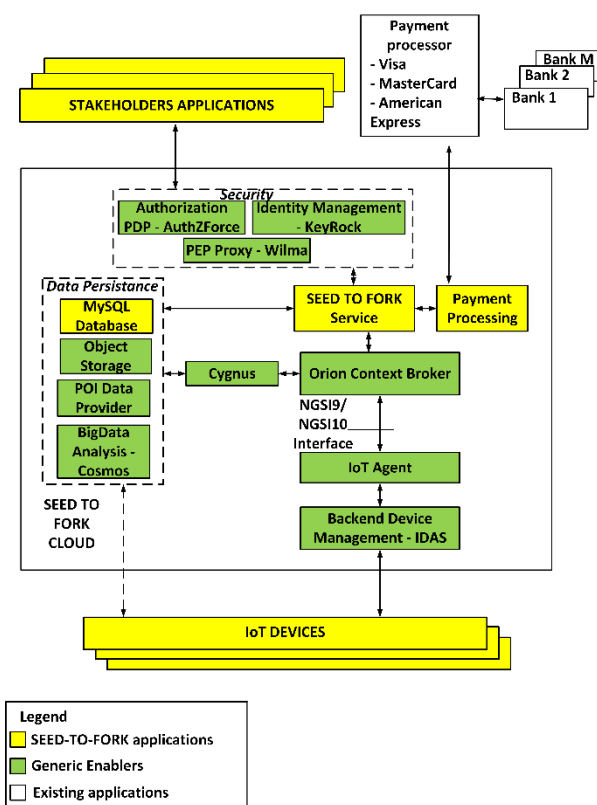 Payment
processor
- Visa
- MasterCard
- American
Express
Bank M
Bank 2
Bank 1
STAKEHOLDERS APPLICATIONS
Security
Authorization
PDP - AuthZForce
Identity Management
- KeyRock
PEP Proxy - Wilma
Data Persistance
MySQL
Database
Object
Storage
POI Data
Provider
BigData
Analysis -
Cosmos
SEED TO FORK
Service
Payment
Processing
Cygnus
Orion Context Broker
NGSI9/
NGSI10
Interface
IoT Agent
Backend Device
Management - IDAS
SEED TO
FORK
CLOUD
IoT DEVICES
Legend
SEED-TO-FORK applications
Generic Enablers
Existing applications